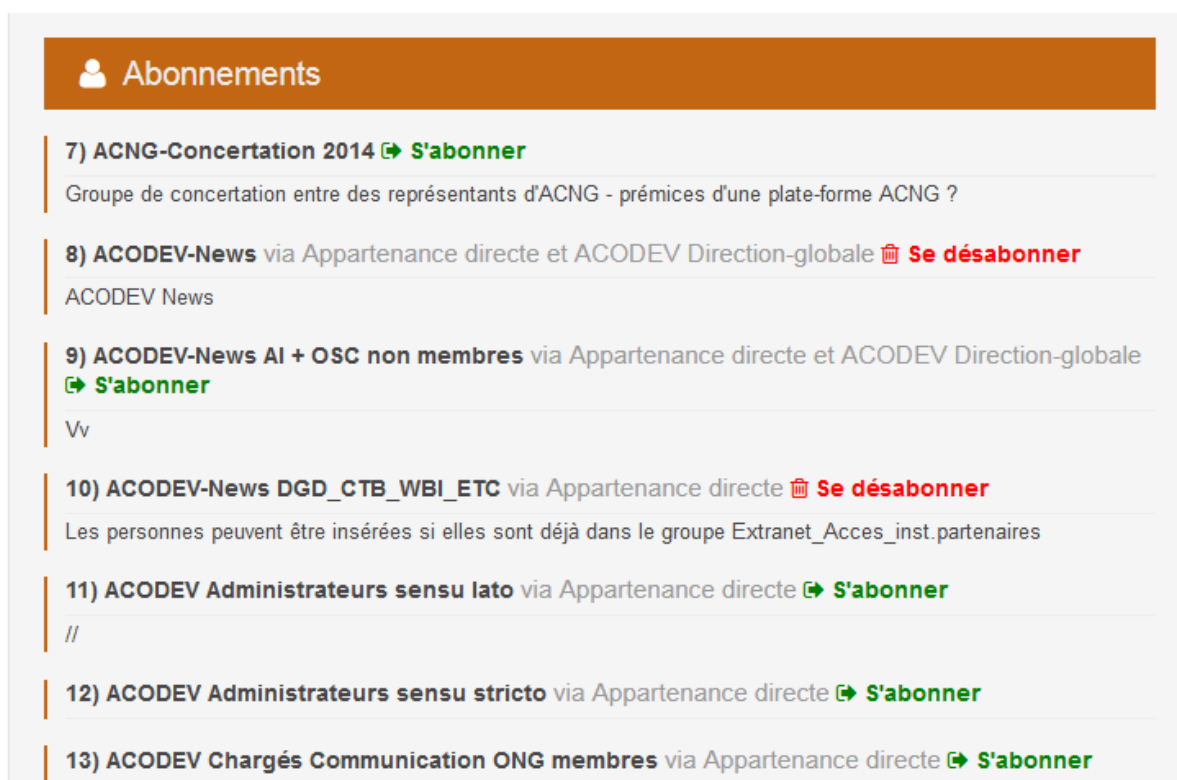 Abonnements
7) ACNG-Concertation 2014 S'abonner
Groupe de concertation entre des représentants d'ACNG - prémices d'une plate-forme ACNG ?
8) ACODEV-News via Appartenance directe et ACODEV Direction-globale Se désabonner
ACODEV News
9) ACODEV-News AI + OSC non membres via Appartenance directe et ACODEV Direction-globale
S'abonner
Vv
10) ACODEV-News DGD_CTB_WBI_ETC via Appartenance directe Se désabonner
Les personnes peuvent être insérées si elles sont déjà dans le groupe Extranet_Acces_inst.partenaires
11) ACODEV Administrateurs sensu lato via Appartenance directe S'abonner
//
12) ACODEV Administrateurs sensu stricto via Appartenance directe S'abonner
13) ACODEV Chargés Communication ONG membres via Appartenance directe S'abonner